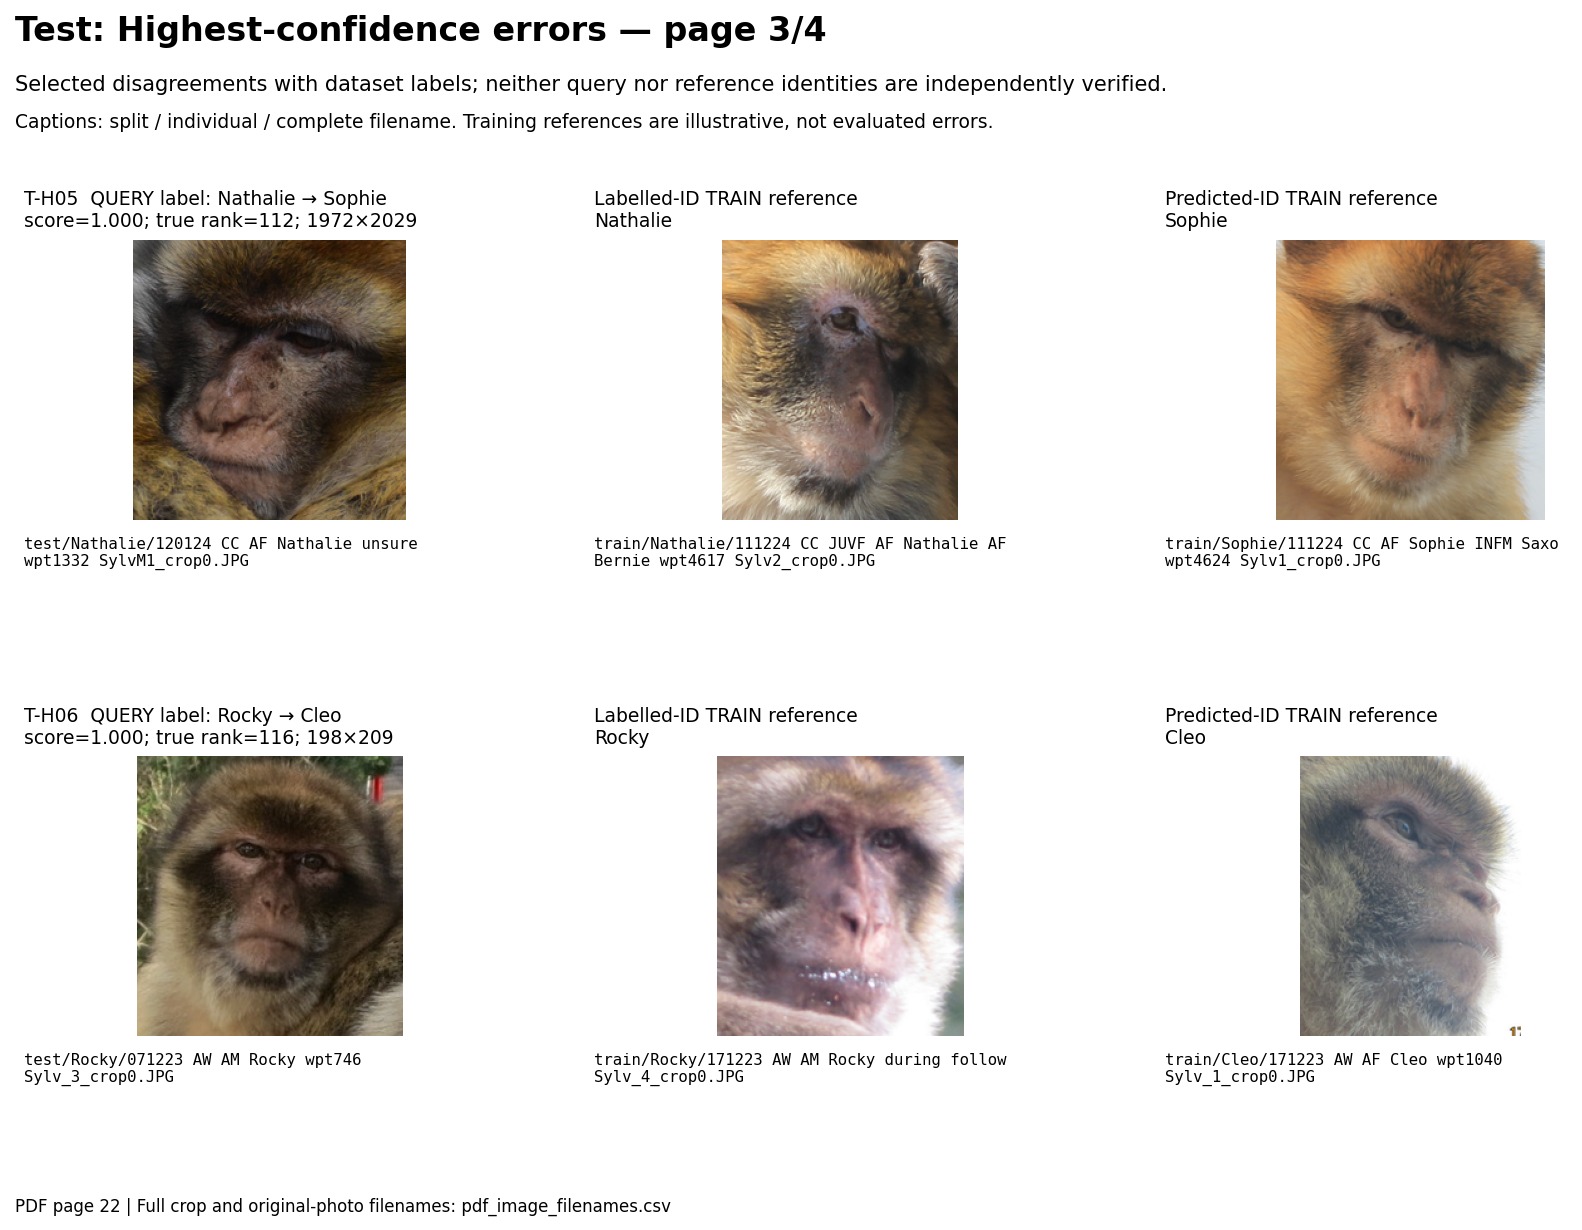 Test: Highest-confidence errors — page 3/4
Selected disagreements with dataset labels; neither query nor reference identities are independently verified.
Captions: split / individual / complete filename. Training references are illustrative, not evaluated errors.
T-H05  QUERY label: Nathalie → Sophie
score=1.000; true rank=112; 1972×2029
Labelled-ID TRAIN reference
Nathalie
Predicted-ID TRAIN reference
Sophie
test/Nathalie/120124 CC AF Nathalie unsure
wpt1332 SylvM1_crop0.JPG
train/Nathalie/111224 CC JUVF AF Nathalie AF
Bernie wpt4617 Sylv2_crop0.JPG
train/Sophie/111224 CC AF Sophie INFM Saxo
wpt4624 Sylv1_crop0.JPG
T-H06  QUERY label: Rocky → Cleo
score=1.000; true rank=116; 198×209
Labelled-ID TRAIN reference
Rocky
Predicted-ID TRAIN reference
Cleo
test/Rocky/071223 AW AM Rocky wpt746
Sylv_3_crop0.JPG
train/Rocky/171223 AW AM Rocky during follow
Sylv_4_crop0.JPG
train/Cleo/171223 AW AF Cleo wpt1040
Sylv_1_crop0.JPG
PDF page 22 | Full crop and original-photo filenames: pdf_image_filenames.csv